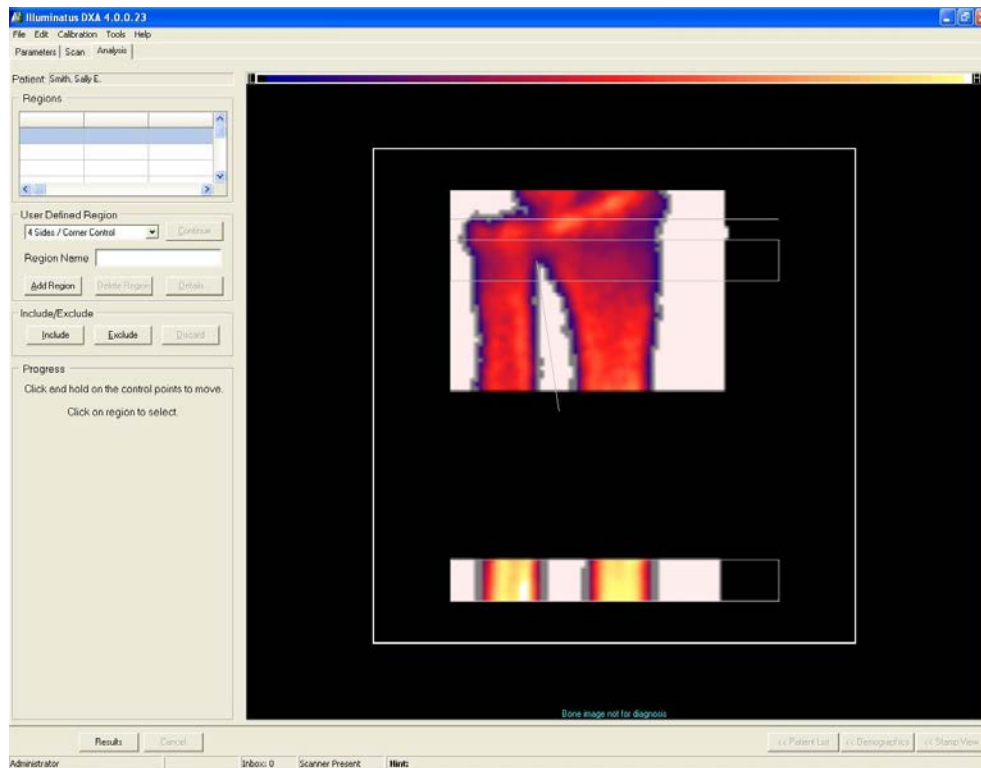 Illuminatus DXA 4.0.0.23
File Edit Calibration Tools Help
Parameters Scan Analysis
Patient: Smith, Sally E.
Regions
User Defined Region
4 Sides / Corner Control
Continue
Region Name
Add Region Delete Region Details
Include/Exclude
Include Exclude Discard
Progress
Click and hold on the control points to move.
Click on region to select.
Bone image not for diagnosis
Results Cancel
<< Patient List << Demographics << Stamp View
Administrator Inbox: 0 Scanner Present Hint: